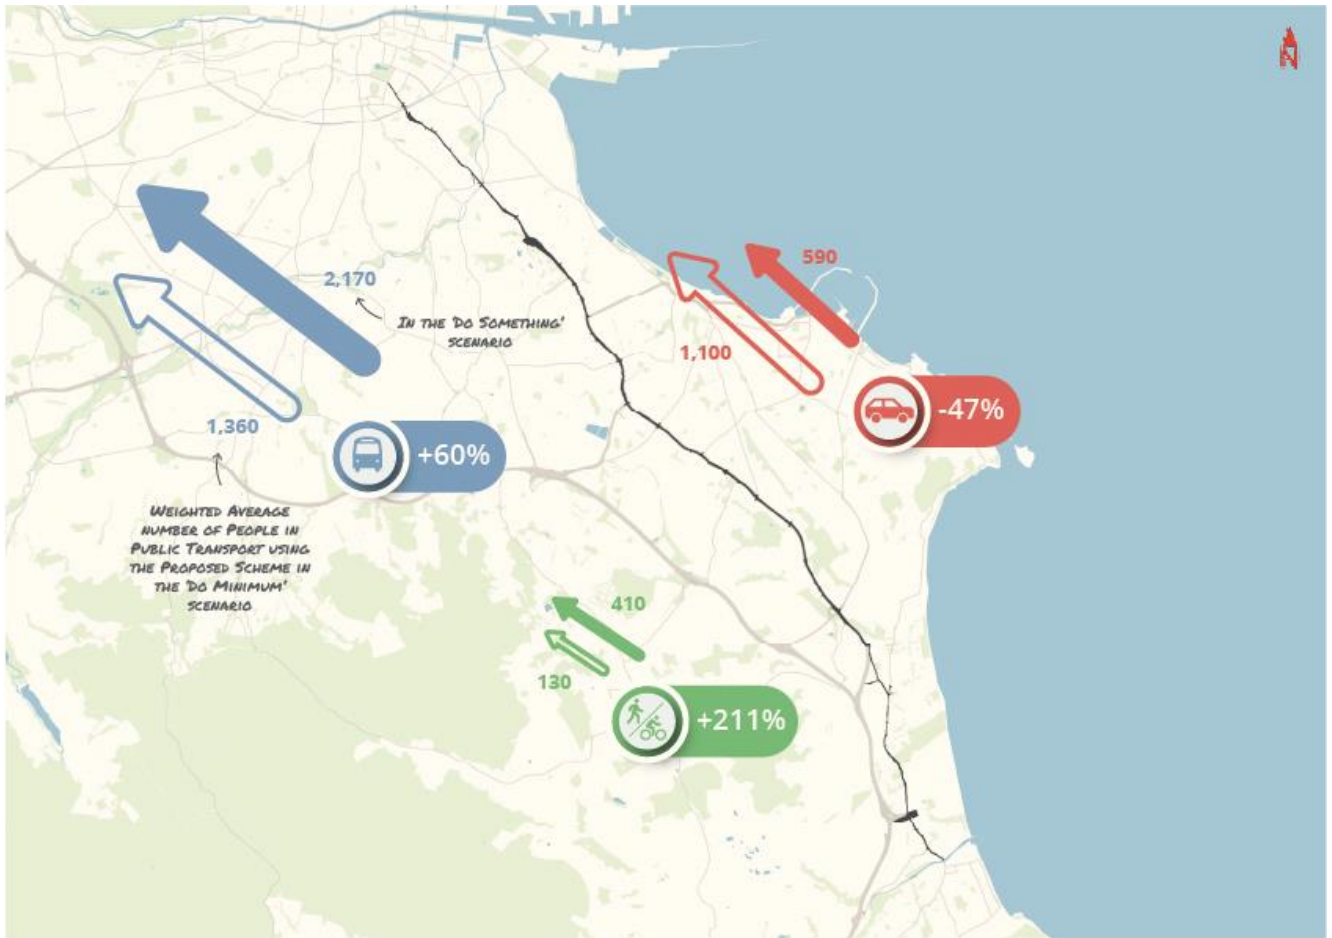 590
2,170
IN THE 'DO SOMETHING'
SCENARIO
1,100
-47%
1,360
+60%
WEIGHTED AVERAGE
NUMBER OF PEOPLE IN
PUBLIC TRANSPORT USING
THE PROPOSED SCHEME IN
THE 'DO MINIMUM'
SCENARIO
410
130
+211%